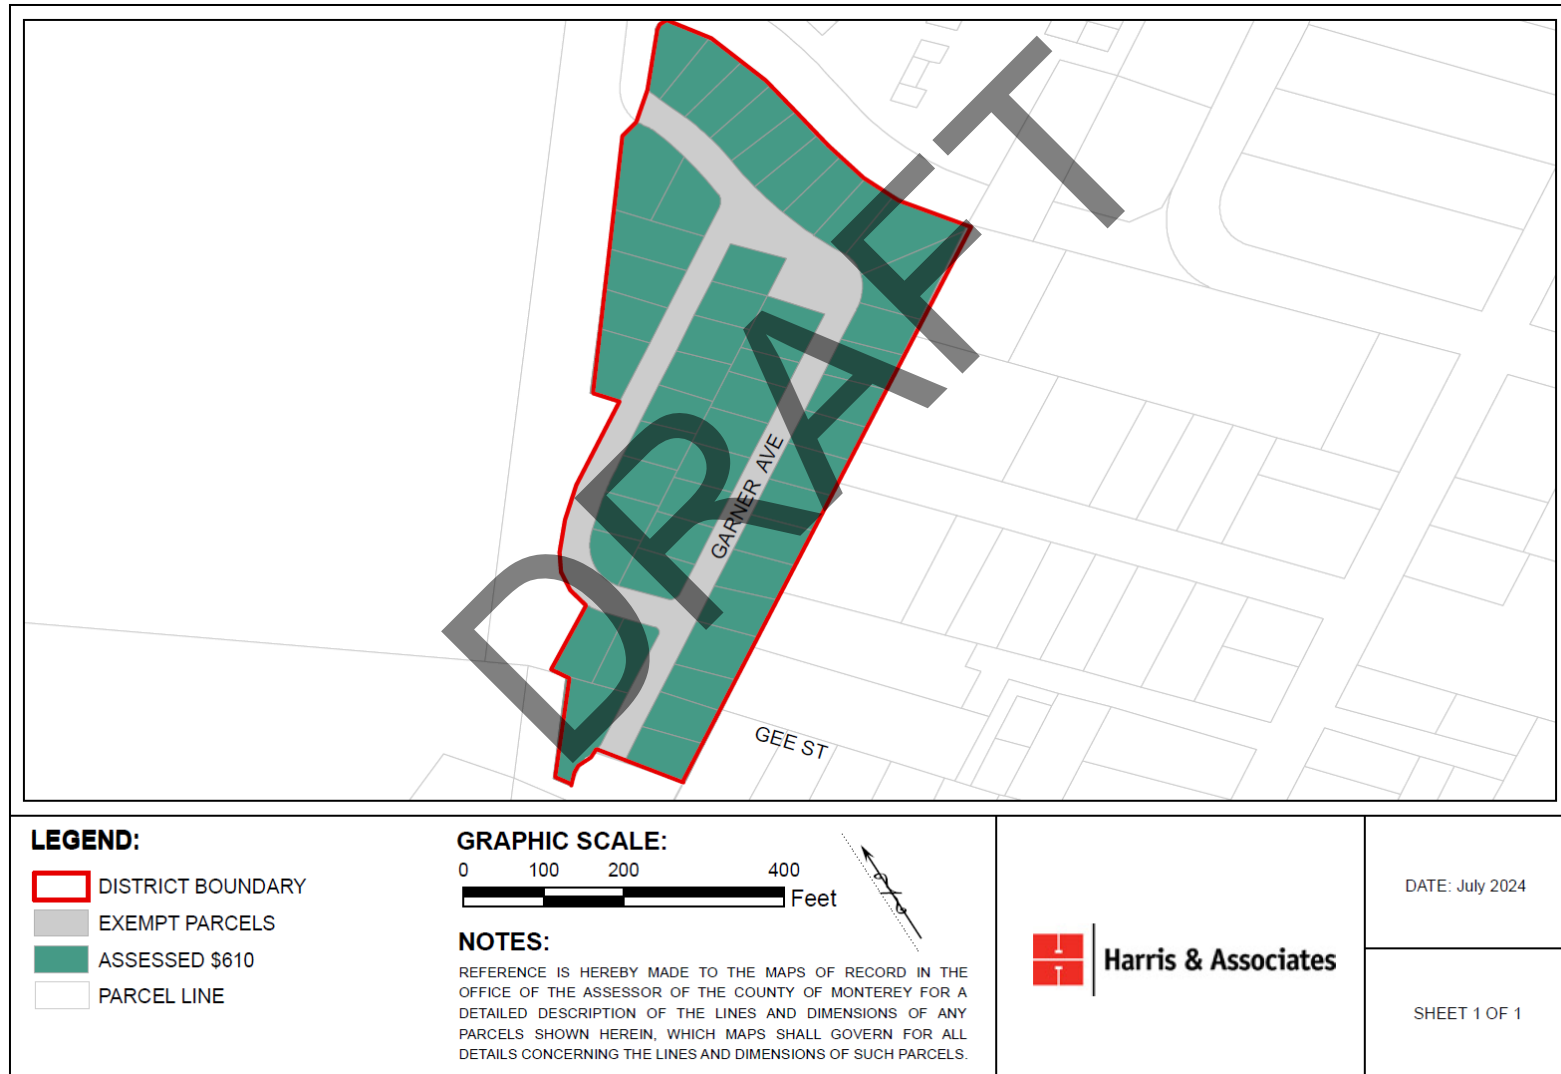 DRAFT
GARNER AVE
GEE ST
LEGEND:
DISTRICT BOUNDARY
EXEMPT PARCELS
ASSESSED $610
PARCEL LINE
GRAPHIC SCALE:
0 100 200 400
Feet
NOTES:
REFERENCE IS HEREBY MADE TO THE MAPS OF RECORD IN THE
OFFICE OF THE ASSESSOR OF THE COUNTY OF MONTEREY FOR A
DETAILED DESCRIPTION OF THE LINES AND DIMENSIONS OF ANY
PARCELS SHOWN HEREIN, WHICH MAPS SHALL GOVERN FOR ALL
DETAILS CONCERNING THE LINES AND DIMENSIONS OF SUCH PARCELS.
Harris & Associates
DATE: July 2024
SHEET 1 OF 1